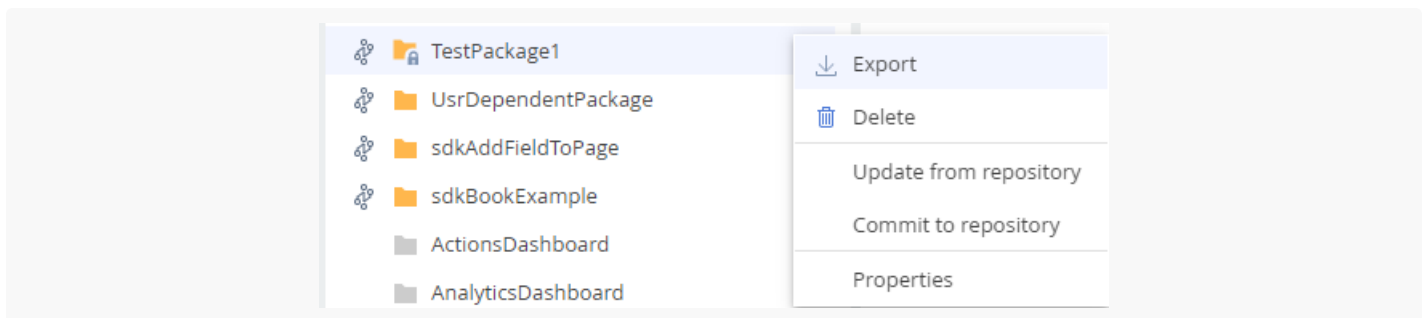 TestPackage1
UsrDependentPackage
sdkAddFieldToPage
sdkBookExample
ActionsDashboard
AnalyticsDashboard
Export
Delete
Update from repository
Commit to repository
Properties